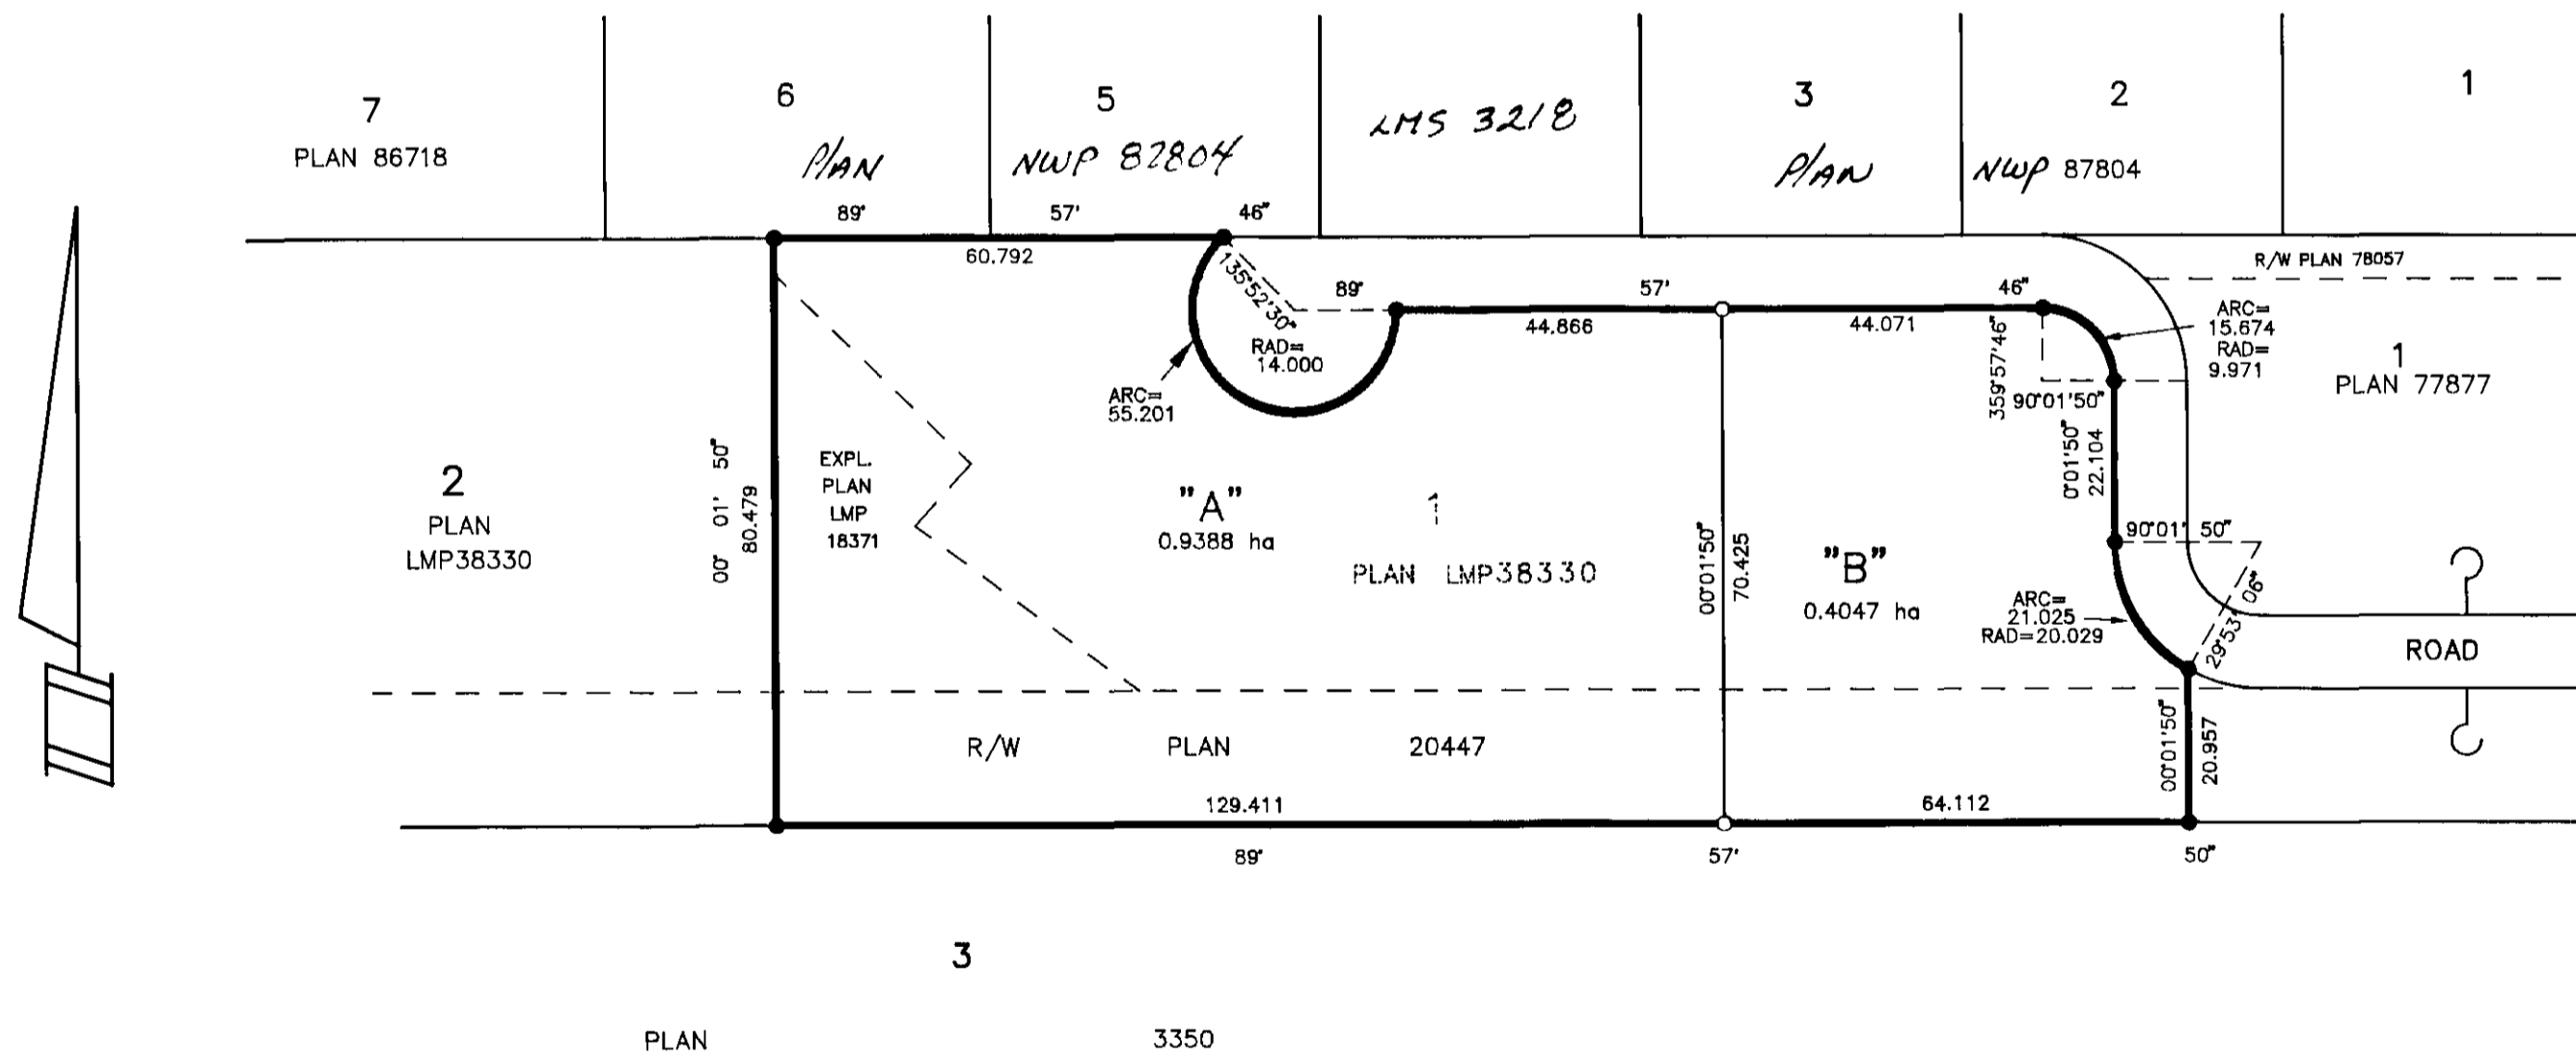 7
6
5
LMS 3218
3
2
1
PLAN 86718
PLAN
NWP 87804
PLAN
NWP 87804
89° 57' 46"
60.792
135°52'30"
RAD=
14.000
ARC=
55.201
89° 57' 46"
44.866
44.071
R/W PLAN 78057
ARC=
15.674
RAD=
9.971
1
PLAN 77877
359°57'46"
90°01'50"
0°01'50"
22.104
2
PLAN
LMP38330
00° 01' 50"
80.479
EXPL.
PLAN
LMP
18371
"A"
0.9388 ha
1
PLAN LMP38330
00°01'50"
70.425
"B"
0.4047 ha
90°01' 50"
29°53' 06"
ARC=
21.025
RAD=20.029
ROAD
R/W PLAN 20447
00°01'50"
20.957
129.411
64.112
89° 57' 50"
3
PLAN 3350